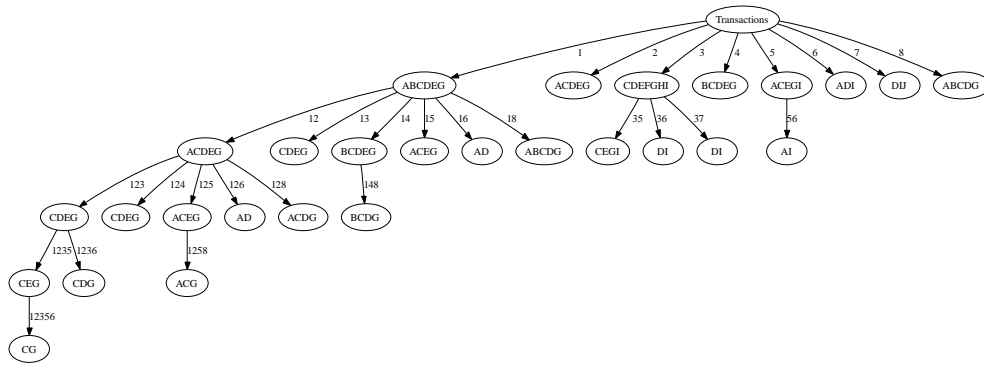 Transactions
1
2
3
4
5
6
7
8
ABCDEG
ACDEG
CDEFGHI
BCDEG
ACEGI
ADI
DIJ
ABCDG
12
13
14
15
16
18
35
36
37
56
ACDEG
CDEG
BCDEG
ACEG
AD
ABCDG
CEGI
DI
DI
AI
123
124
125
126
128
148
CDEG
CDEG
ACEG
AD
ACDG
BCDG
1235
1236
1258
CEG
CDG
ACG
12356
CG